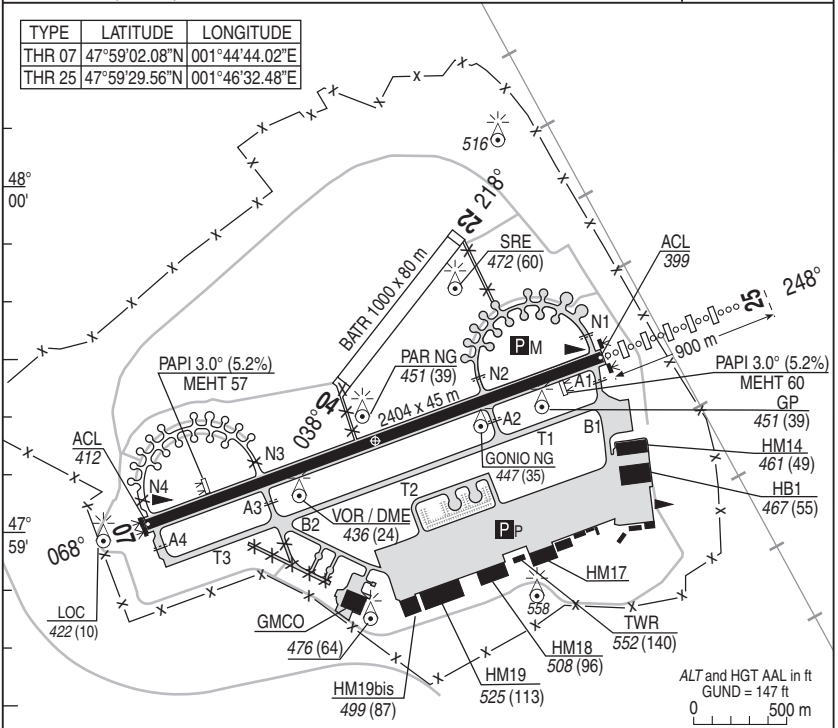 TYPE LATITUDE LONGITUDE
THR 07 47°59'02.08"N 001°44'44.02"E
THR 25 47°59'29.56"N 001°46'32.48"E
516
48°
00'
22 218°
SRE
472 (60)
ACL
399
25 248°
BATR 1000 x 80 m
900 m
N1
P M
PAPI 3.0° (5.2%)
MEHT 57
PAR NG
451 (39)
N2
A1
PAPI 3.0° (5.2%)
MEHT 60
038° 04
2404 x 45 m
GP
451 (39)
A2
T1
B1
ACL
412
N3
GONIO NG
447 (35)
HM14
461 (49)
HB1
467 (55)
N4
T2
A3
VOR / DME
436 (24)
B2
P P
47°
59'
068° 07
A4
T3
HM17
LOC
422 (10)
GMCO
476 (64)
558
TWR
552 (140)
HM18
508 (96)
HM19
525 (113)
HM19bis
499 (87)
ALT and HGT AAL in ft
GUND = 147 ft
0 500 m